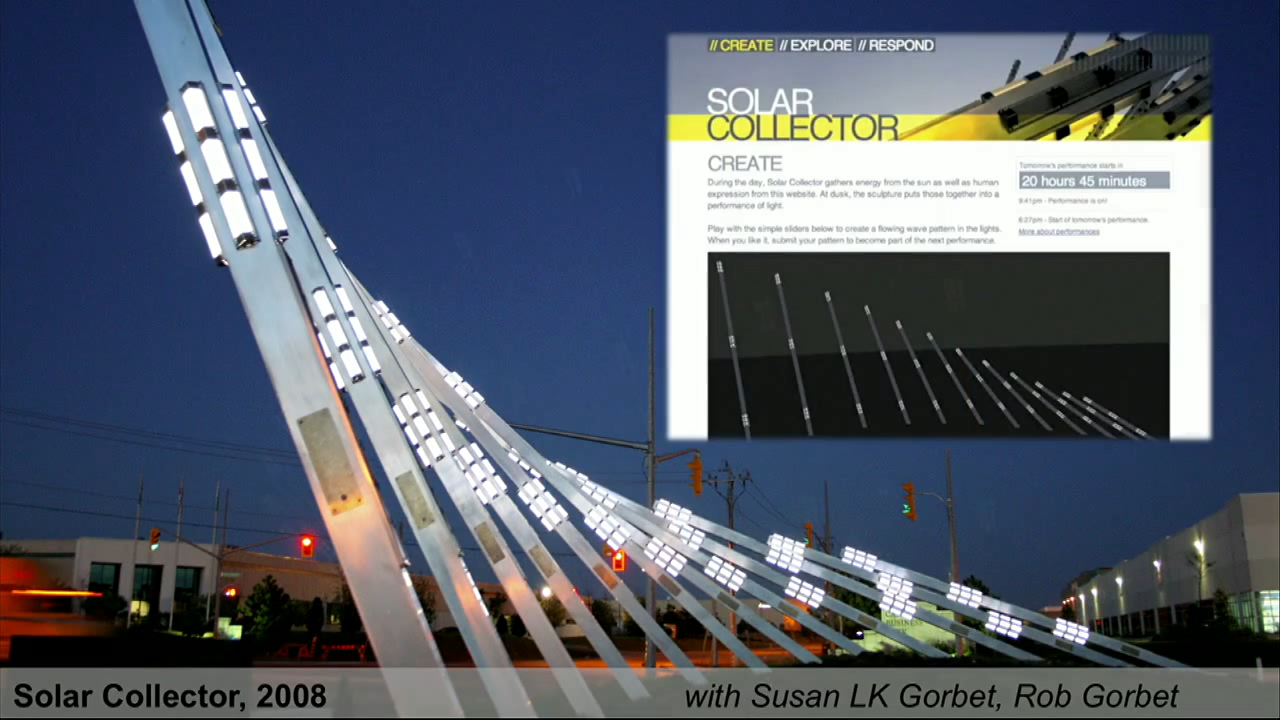 // CREATE // EXPLORE // RESPOND
SOLAR
COLLECTOR
CREATE
During the day, Solar Collector gathers energy from the sun as well as human
expression from this website. At dusk, the sculpture puts those together into a
performance of light.
Play with the simple sliders below to create a flowing wave pattern in the lights.
When you like it, submit your pattern to become part of the next performance.
Tomorrow's performance starts in
20 hours 45 minutes
9:41pm - Performance is on!
6:27pm - Start of tomorrow's performance.
More about performances
BUSINESS
Solar Collector, 2008
with Susan LK Gorbet, Rob Gorbet